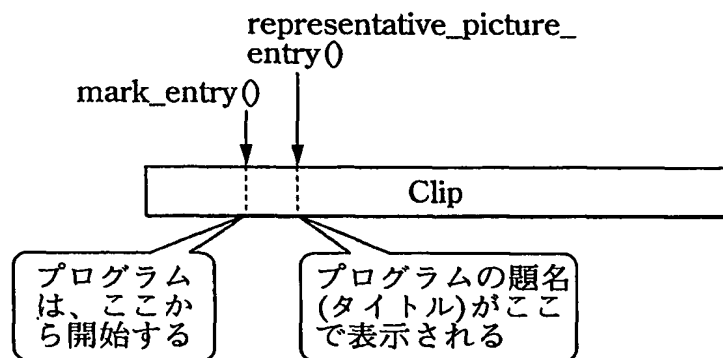 representative_picture_
entry()
mark_entry()
Clip
プログラム
は、ここか
ら開始する
プログラムの題名
(タイトル)がここ
で表示される